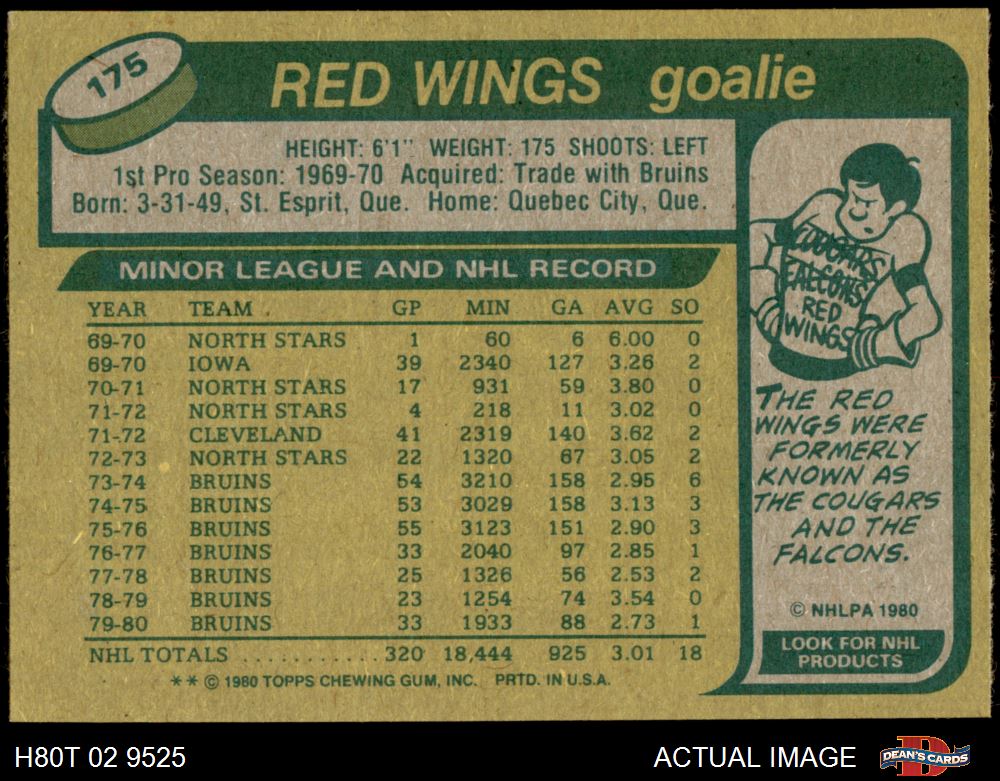 175
RED WINGS goalie
HEIGHT: 6'1" WEIGHT: 175 SHOOTS: LEFT
1st Pro Season: 1969-70 Acquired: Trade with Bruins
Born: 3-31-49, St. Esprit, Que. Home: Quebec City, Que.
MINOR LEAGUE AND NHL RECORD
YEAR TEAM GP MIN GA AVG SO
69-70 NORTH STARS 1 60 6 6.00 0
69-70 IOWA 39 2340 127 3.26 2
70-71 NORTH STARS 17 931 59 3.80 0
71-72 NORTH STARS 4 218 11 3.02 0
71-72 CLEVELAND 41 2319 140 3.62 2
72-73 NORTH STARS 22 1320 67 3.05 2
73-74 BRUINS 54 3210 158 2.95 6
74-75 BRUINS 53 3029 158 3.13 3
75-76 BRUINS 55 3123 151 2.90 3
76-77 BRUINS 33 2040 97 2.85 1
77-78 BRUINS 25 1326 56 2.53 2
78-79 BRUINS 23 1254 74 3.54 0
79-80 BRUINS 33 1933 88 2.73 1
NHL TOTALS .......... 320 18,444 925 3.01 18
** © 1980 TOPPS CHEWING GUM, INC. PRTD. IN U.S.A.
COUGARS
FALCONS
RED
WINGS
THE RED
WINGS WERE
FORMERLY
KNOWN AS
THE COUGARS
AND THE
FALCONS.
© NHLPA 1980
LOOK FOR NHL
PRODUCTS
H80T 02 9525
ACTUAL IMAGE
DEAN'S CARDS